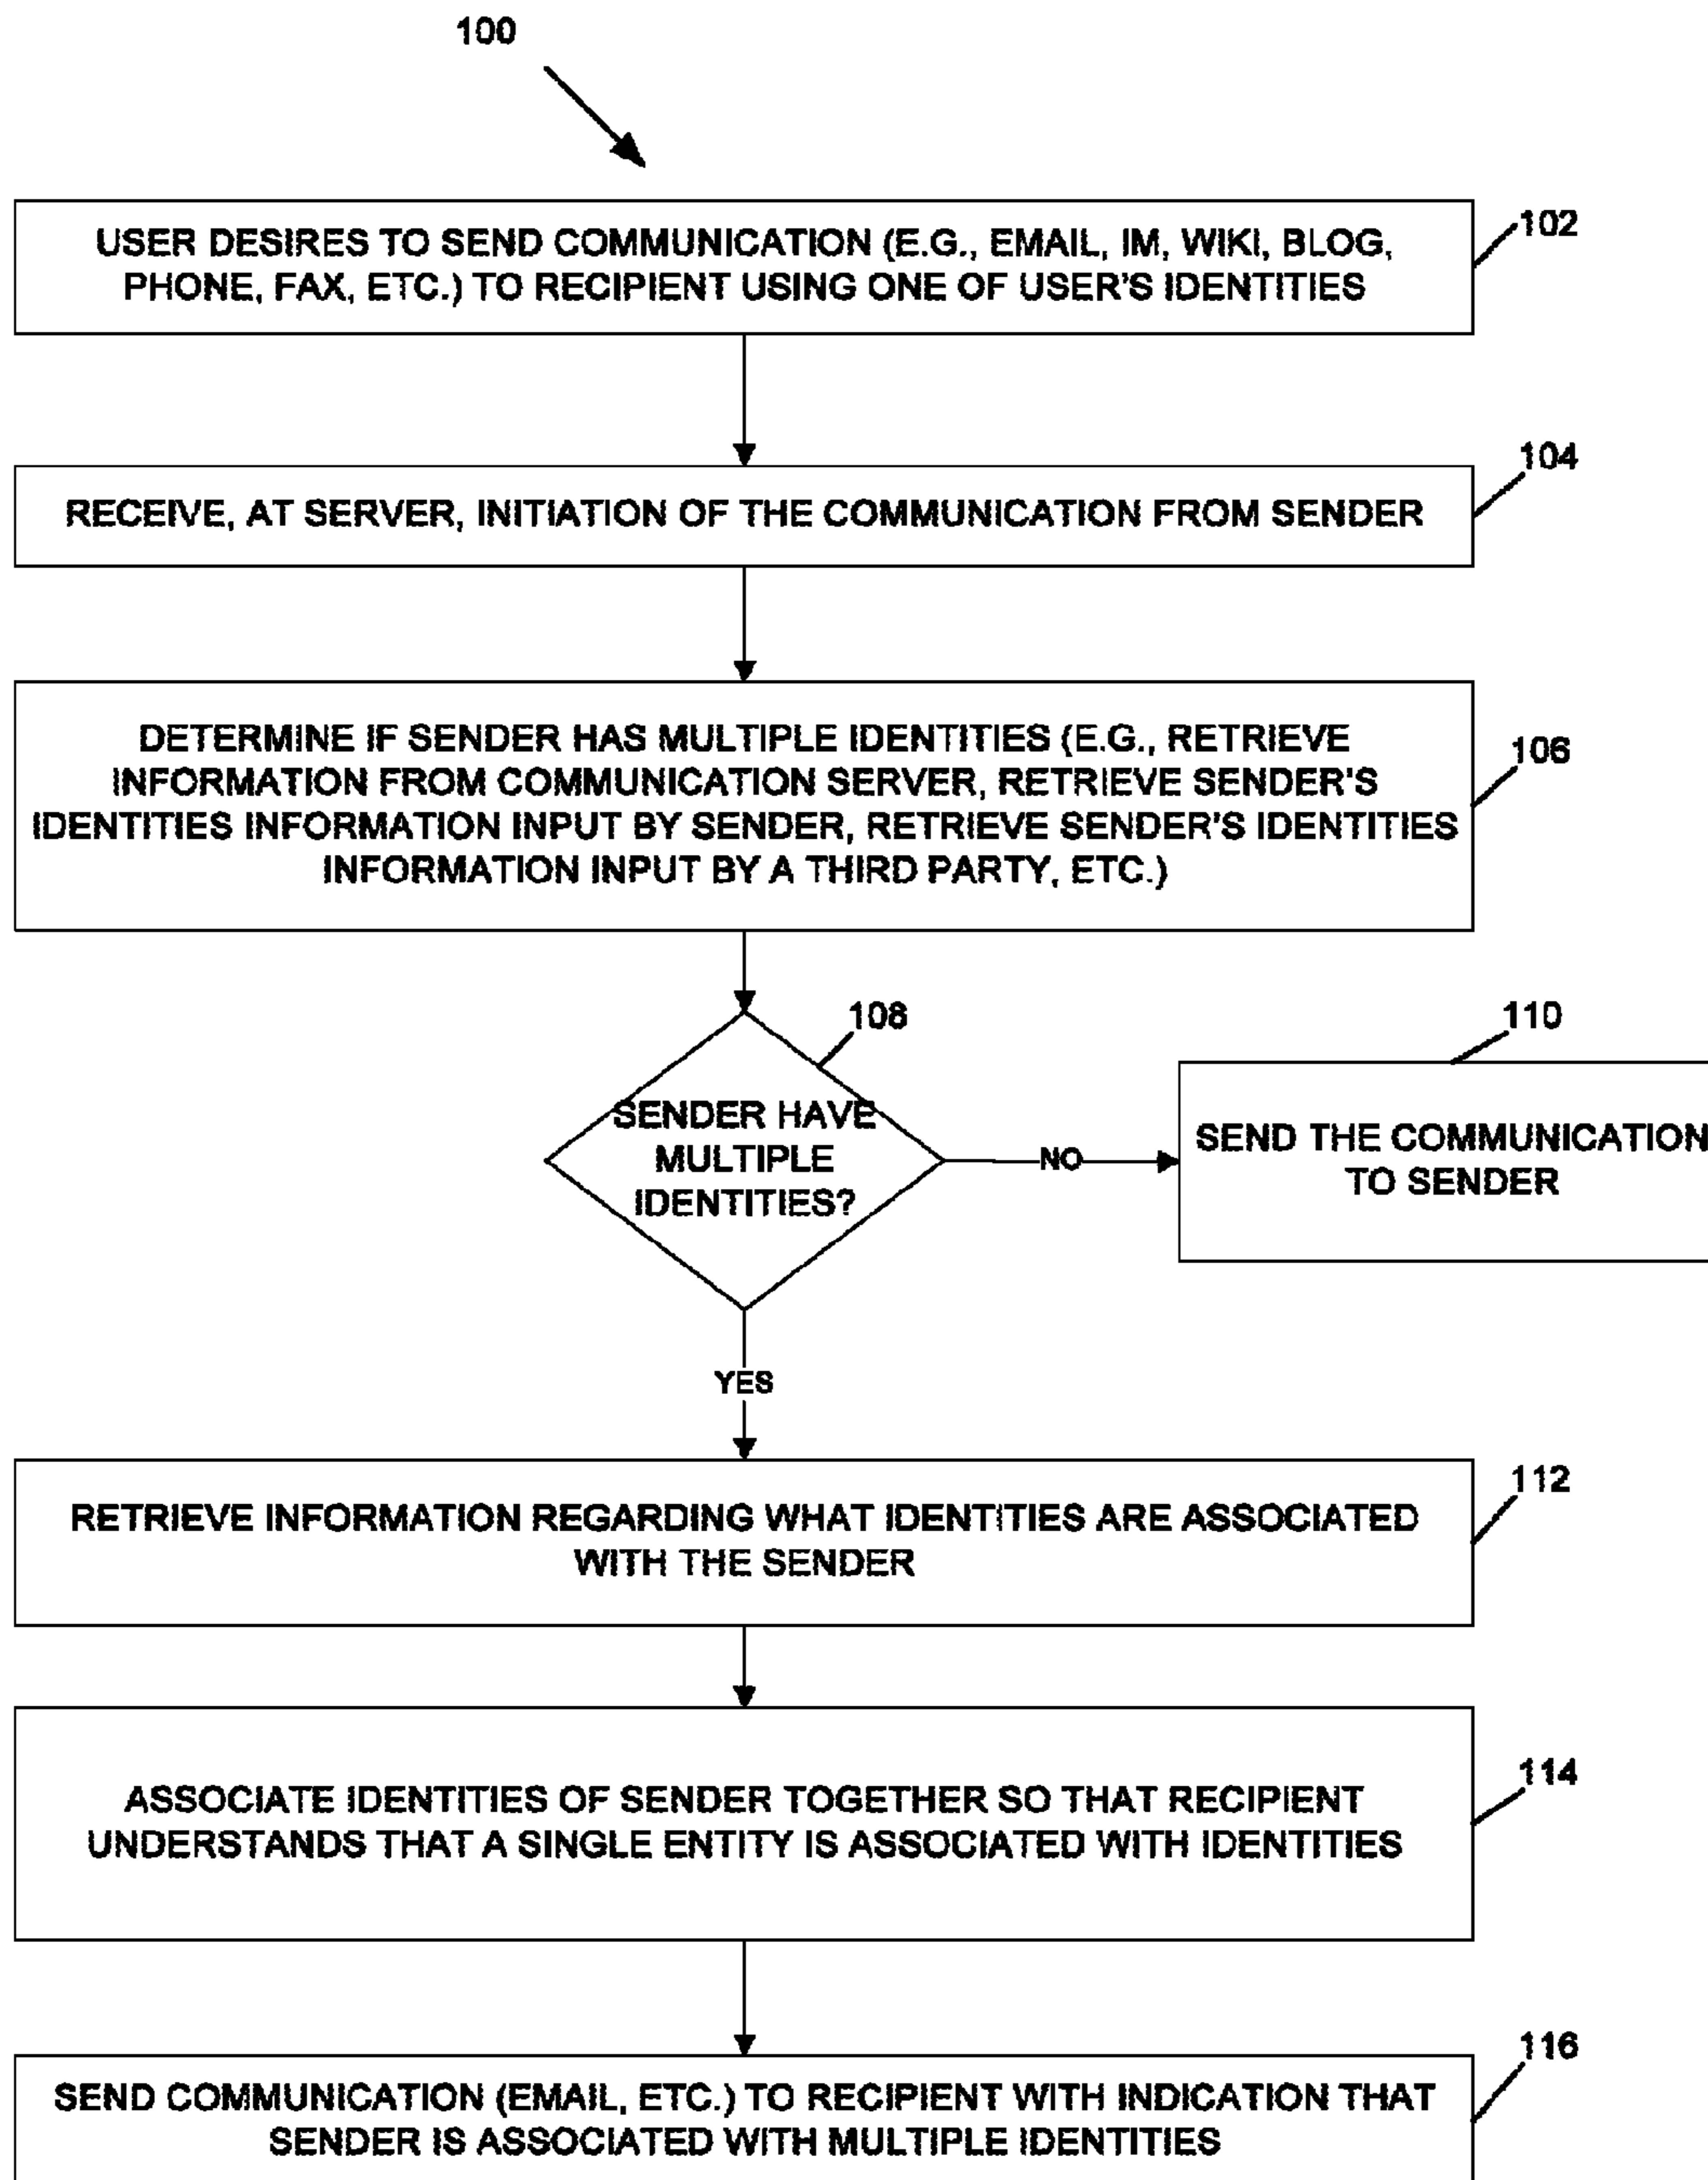 100
USER DESIRES TO SEND COMMUNICATION (E.G., EMAIL, IM, WIKI, BLOG,
PHONE, FAX, ETC.) TO RECIPIENT USING ONE OF USER'S IDENTITIES
102
RECEIVE, AT SERVER, INITIATION OF THE COMMUNICATION FROM SENDER
104
DETERMINE IF SENDER HAS MULTIPLE IDENTITIES (E.G., RETRIEVE
INFORMATION FROM COMMUNICATION SERVER, RETRIEVE SENDER'S
IDENTITIES INFORMATION INPUT BY SENDER, RETRIEVE SENDER'S IDENTITIES
INFORMATION INPUT BY A THIRD PARTY, ETC.)
106
SENDER HAVE
MULTIPLE
IDENTITIES?
108
NO
SEND THE COMMUNICATION
TO SENDER
110
YES
RETRIEVE INFORMATION REGARDING WHAT IDENTITIES ARE ASSOCIATED
WITH THE SENDER
112
ASSOCIATE IDENTITIES OF SENDER TOGETHER SO THAT RECIPIENT
UNDERSTANDS THAT A SINGLE ENTITY IS ASSOCIATED WITH IDENTITIES
114
SEND COMMUNICATION (EMAIL, ETC.) TO RECIPIENT WITH INDICATION THAT
SENDER IS ASSOCIATED WITH MULTIPLE IDENTITIES
116